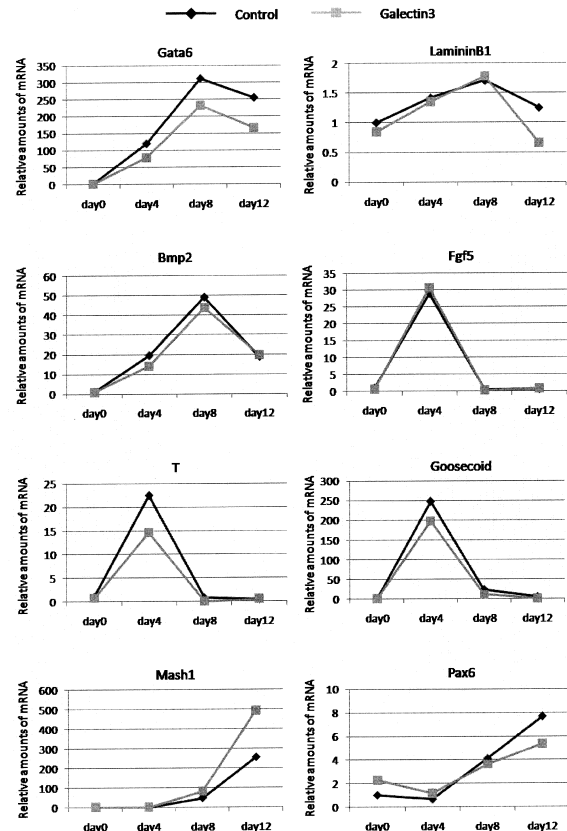 Control Galectin3
Gata6
Relative amounts of mRNA
350
300
250
200
150
100
50
0
day0 day4 day8 day12
LamininB1
Relative amounts of mRNA
2
1.5
1
0.5
0
day0 day4 day8 day12
Bmp2
Relative amounts of mRNA
60
50
40
30
20
10
0
day0 day4 day8 day12
Fgf5
Relative amounts of mRNA
35
30
25
20
15
10
5
0
day0 day4 day8 day12
T
Relative amounts of mRNA
25
20
15
10
5
0
day0 day4 day8 day12
Goosecoid
Relative amounts of mRNA
300
250
200
150
100
50
0
day0 day4 day8 day12
Mash1
Relative amounts of mRNA
600
500
400
300
200
100
0
day0 day4 day8 day12
Pax6
Relative amounts of mRNA
10
8
6
4
2
0
day0 day4 day8 day12